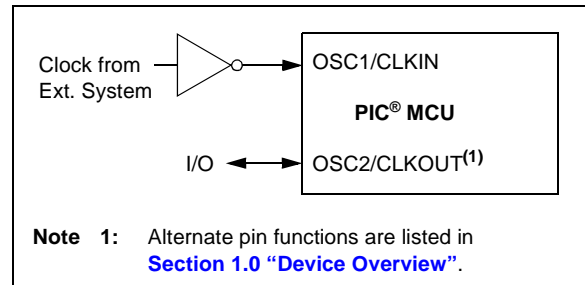 Clock from
Ext. System
OSC1/CLKIN
PIC® MCU
I/O
OSC2/CLKOUT(1)
Note 1: Alternate pin functions are listed in
Section 1.0 “Device Overview”.